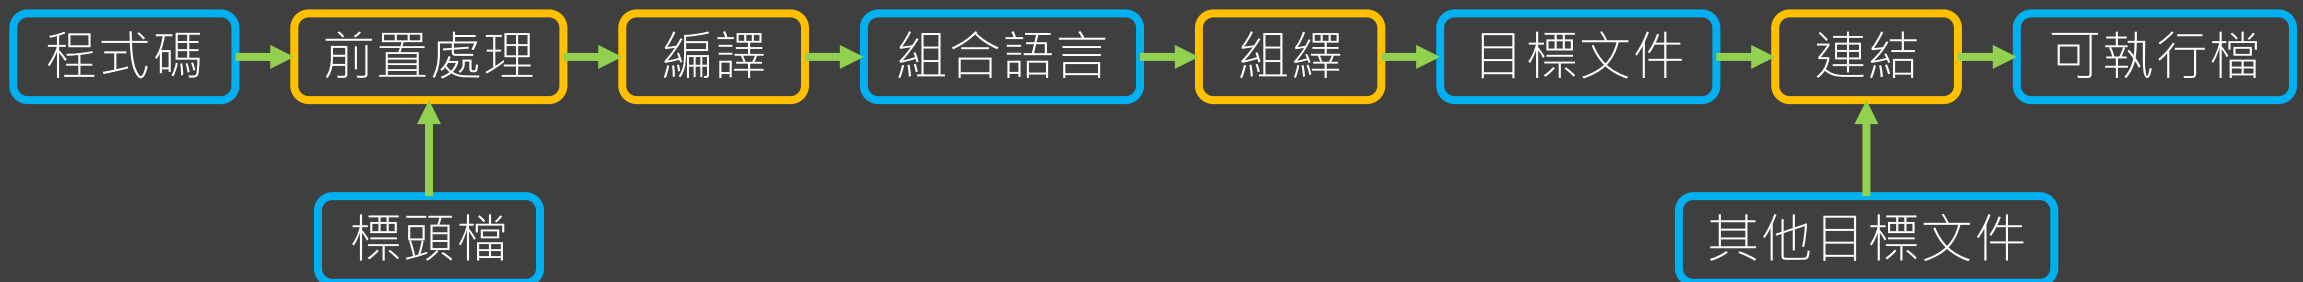 程式碼
前置處理
編譯
組合語言
組繹
目標文件
連結
可執行檔
標頭檔
其他目標文件